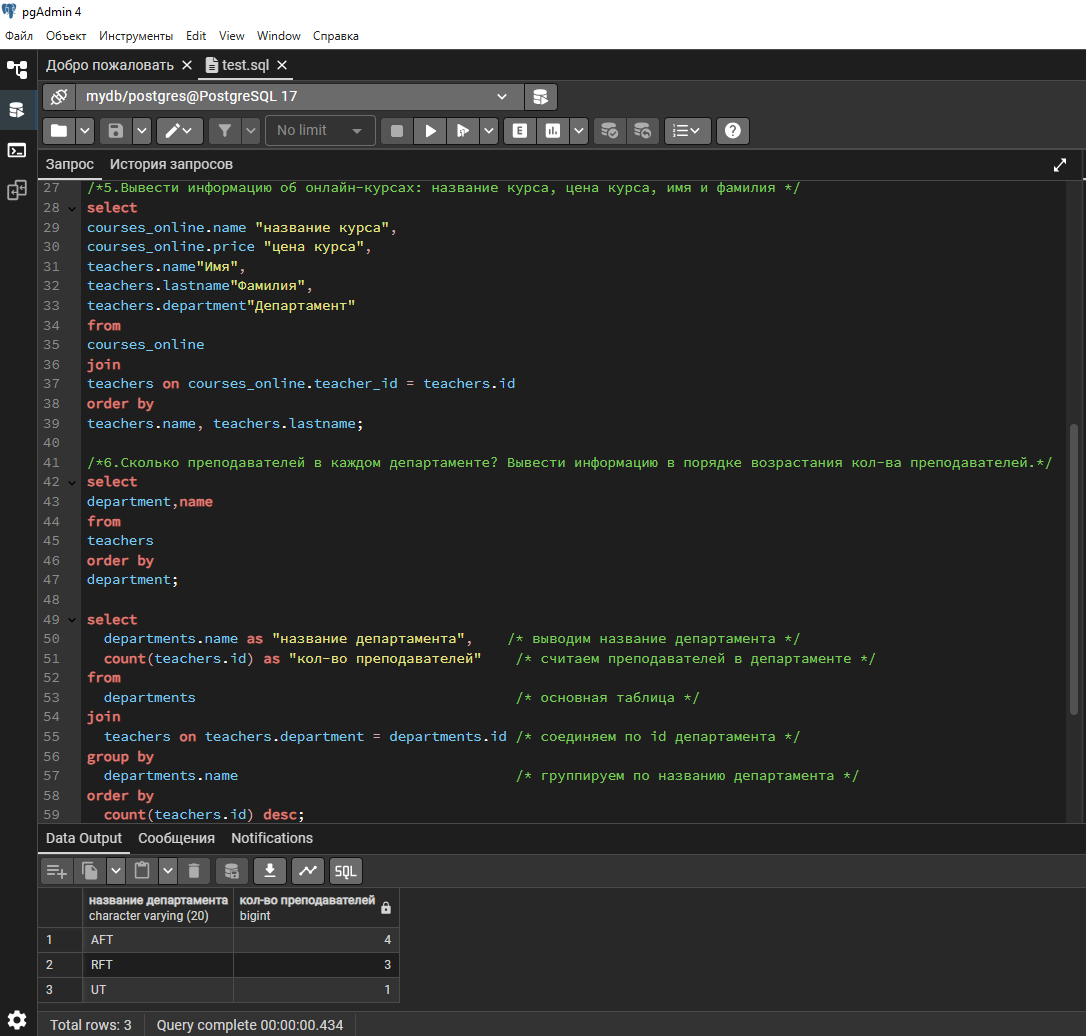 pgAdmin 4
Файл Объект Инструменты Edit View Window Справка
Добро пожаловать × test.sql ×
mydb/postgres@PostgreSQL 17
No limit E
Запрос История запросов
27 /*5.Вывести информацию об онлайн-курсах: название курса, цена курса, имя и фамилия */
28 select
29 courses_online.name "название курса",
30 courses_online.price "цена курса",
31 teachers.name"Имя",
32 teachers.lastname"Фамилия",
33 teachers.department"Департамент"
34 from
35 courses_online
36 join
37 teachers on courses_online.teacher_id = teachers.id
38 order by
39 teachers.name, teachers.lastname;
40
41 /*6.Сколько преподавателей в каждом департаменте? Вывести информацию в порядке возрастания кол-ва преподавателей.*/
42 select
43 department,name
44 from
45 teachers
46 order by
47 department;
48
49 select
50 departments.name as "название департамента", /* выводим название департамента */
51 count(teachers.id) as "кол-во преподавателей" /* считаем преподавателей в департаменте */
52 from
53 departments /* основная таблица */
54 join
55 teachers on teachers.department = departments.id /* соединяем по id департамента */
56 group by
57 departments.name /* группируем по названию департамента */
58 order by
59 count(teachers.id) desc;
Data Output Сообщения Notifications
SQL
название департамента кол-во преподавателей
character varying (20) bigint
1 AFT 4
2 RFT 3
3 UT 1
Total rows: 3 Query complete 00:00:00.434